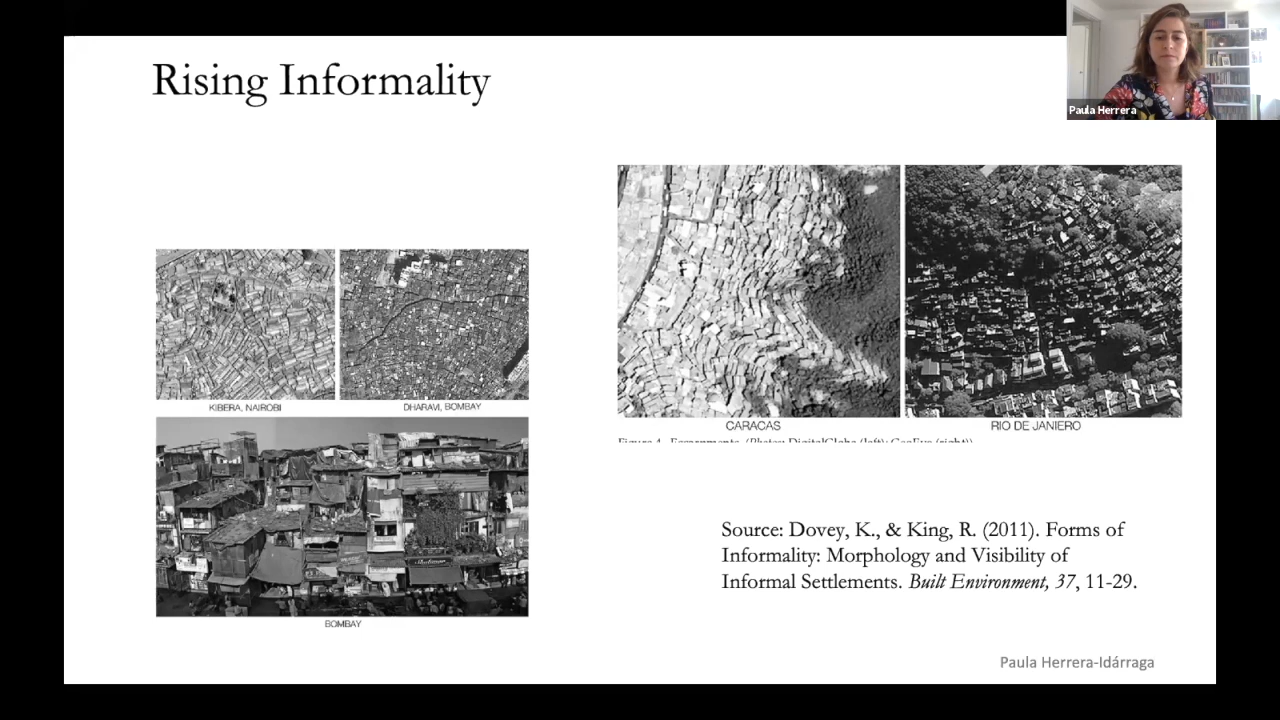 Rising Informality
Paula Herrera
KIBERA, NAIROBI
DHARAVI, BOMBAY
BOMBAY
CARACAS
RIO DE JANIERO
Source: Dovey, K., & King, R. (2011). Forms of
Informality: Morphology and Visibility of
Informal Settlements. Built Environment, 37, 11-29.
Paula Herrera-Idárraga